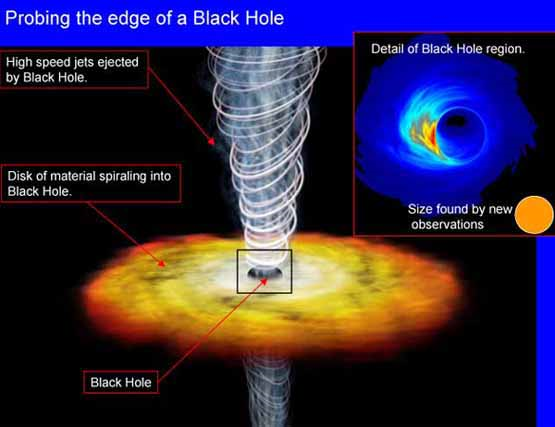 Probing the edge of a Black Hole
High speed jets ejected
by Black Hole.
Detail of Black Hole region.
Disk of material spiraling into
Black Hole.
Size found by new
observations
Black Hole